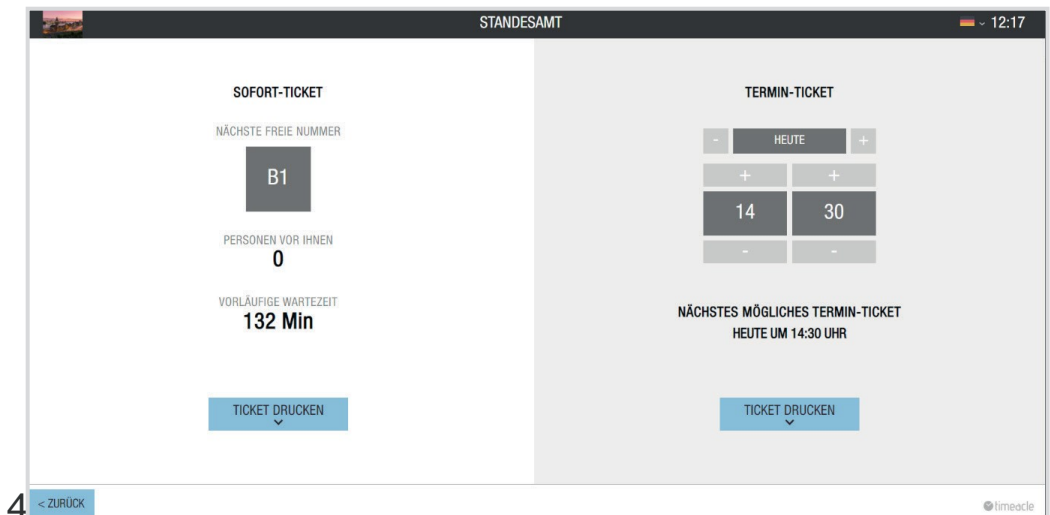 STANDESAMT
12:17
SOFORT-TICKET
NÄCHSTE FREIE NUMMER
B1
PERSONEN VOR IHNEN
0
VORLÄUFIGE WARTEZEIT
132 Min
TICKET DRUCKEN
TERMIN-TICKET
- HEUTE +
+ +
14 30
- -
NÄCHSTES MÖGLICHES TERMIN-TICKET
HEUTE UM 14:30 UHR
TICKET DRUCKEN
4
< ZURÜCK
timeacle